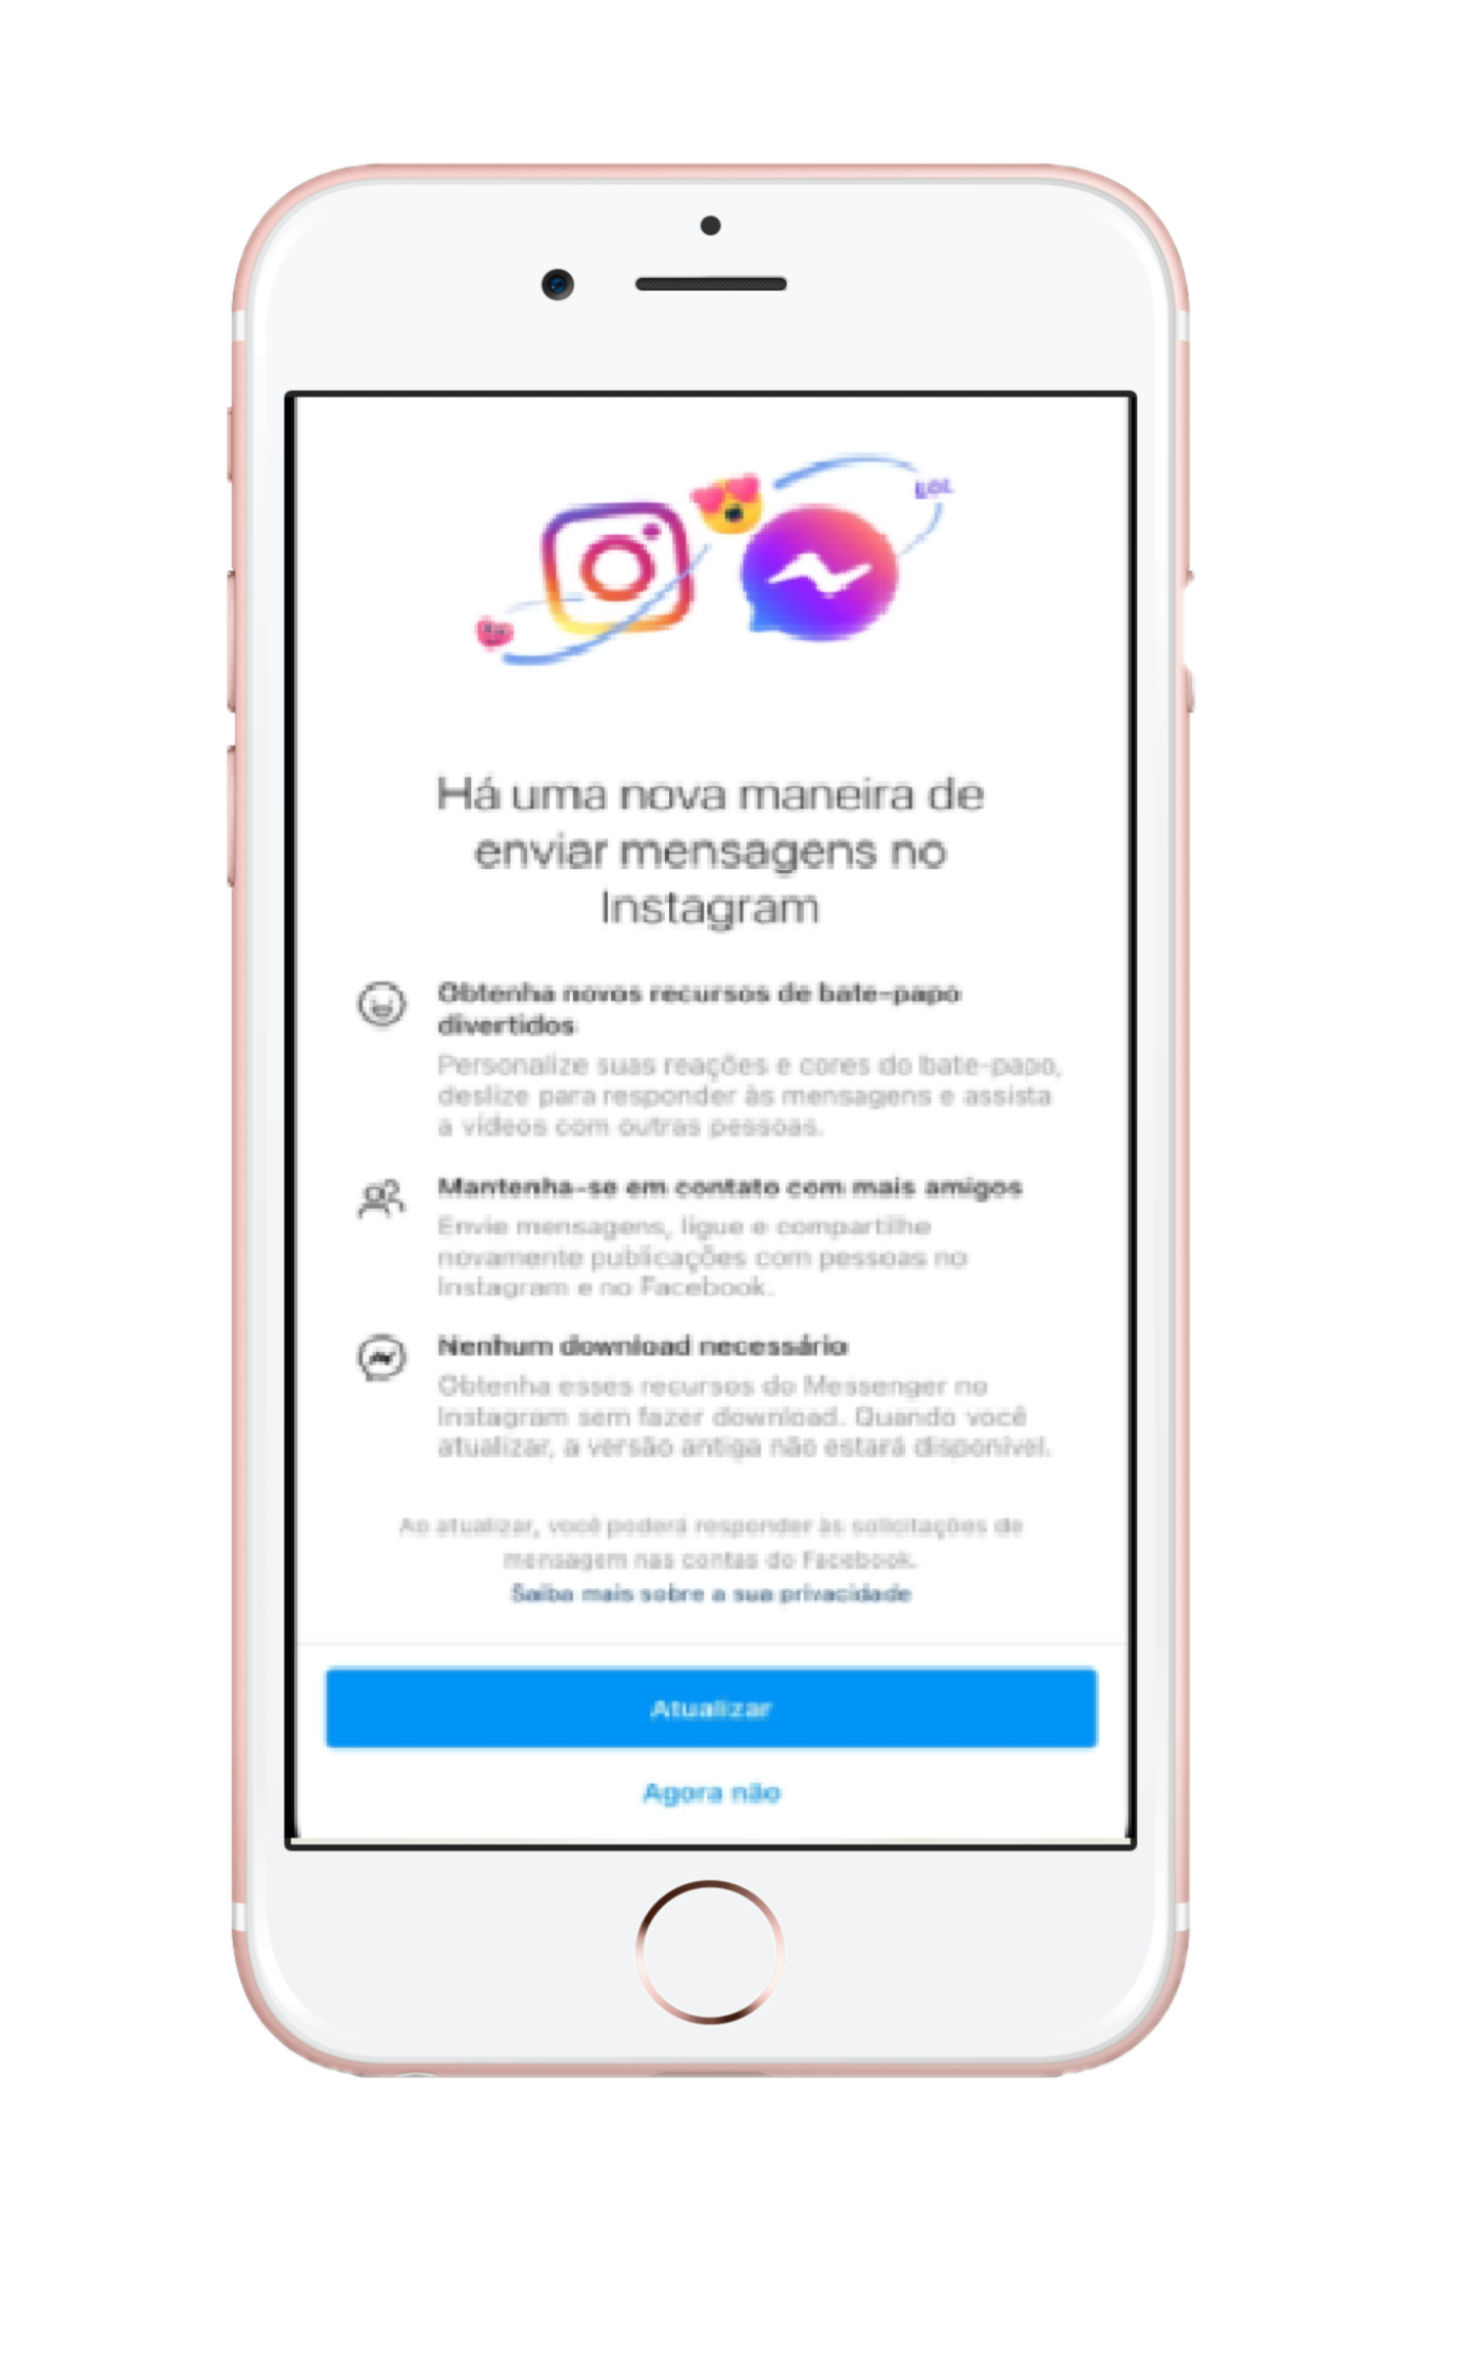 LOL
Há uma nova maneira de
enviar mensagens no
Instagram
Obtenha novos recursos de bate-papo
divertidos
Personalize suas reações e cores do bate-papo,
deslize para responder às mensagens e assista
a vídeos com outras pessoas.
Mantenha-se em contato com mais amigos
Envie mensagens, ligue e compartilhe
novamente publicações com pessoas no
Instagram e no Facebook.
Nenhum download necessário
Obtenha esses recursos do Messenger no
Instagram sem fazer download. Quando você
atualizar, a versão antiga não estará disponível.
Ao atualizar, você poderá responder às solicitações de
mensagem nas contas do Facebook.
Saiba mais sobre a sua privacidade
Atualizar
Agora não